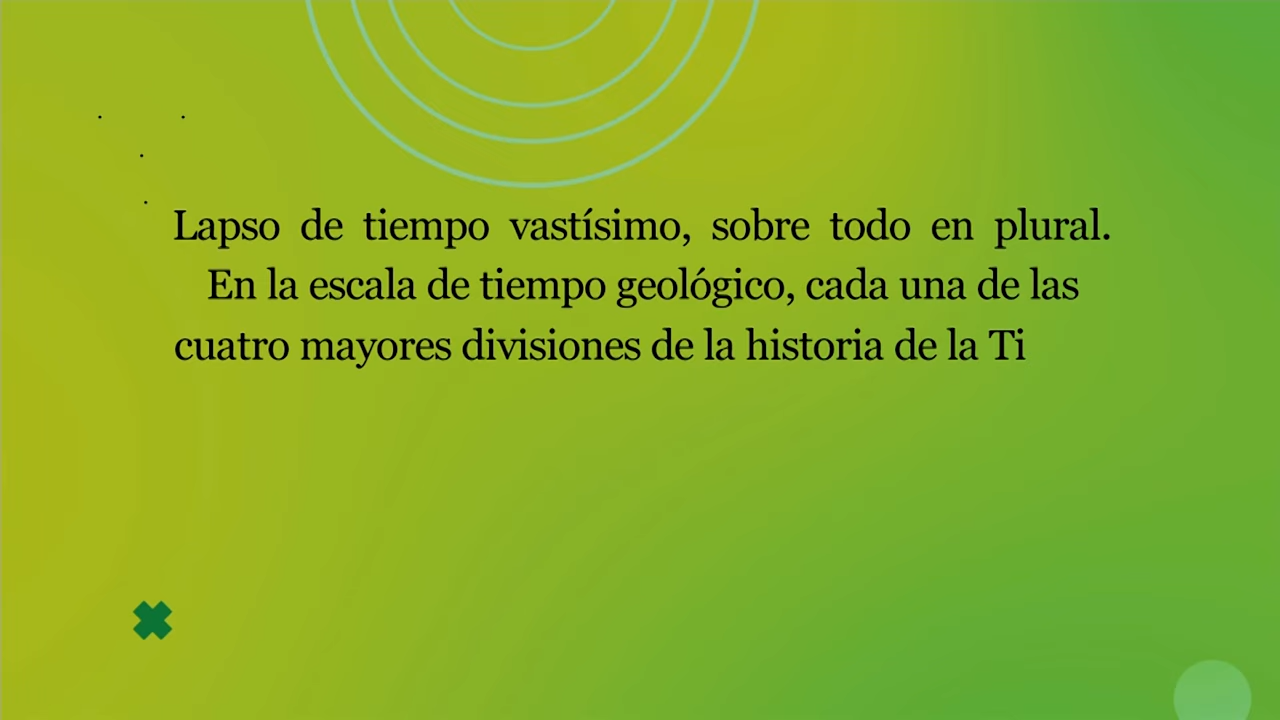 Lapso de tiempo vastísimo, sobre todo en plural.
En la escala de tiempo geológico, cada una de las
cuatro mayores divisiones de la historia de la Ti